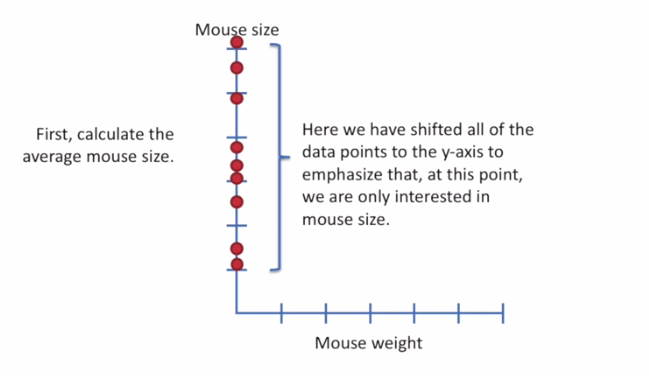 Mouse size
First, calculate the
average mouse size.
Here we have shifted all of the
data points to the y-axis to
emphasize that, at this point,
we are only interested in
mouse size.
Mouse weight